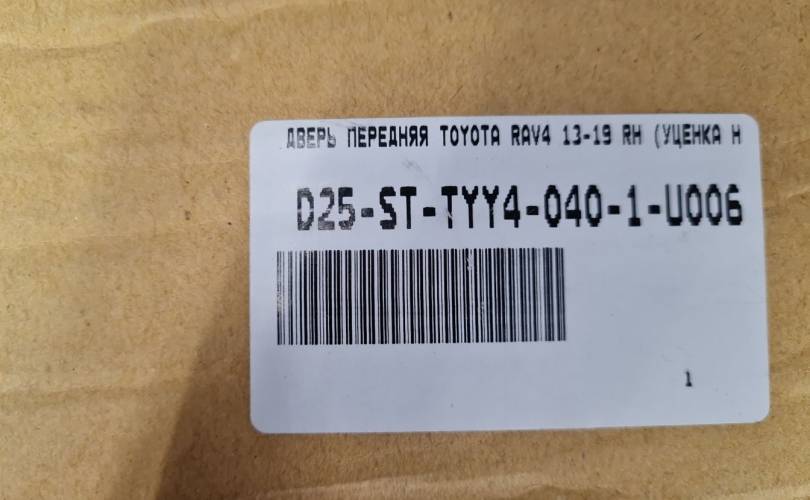 ДВЕРЬ ПЕРЕДНЯЯ TOYOTA RAV4 13-19 RH (УЦЕНКА Н
D25-ST-TYY4-040-1-U006
1